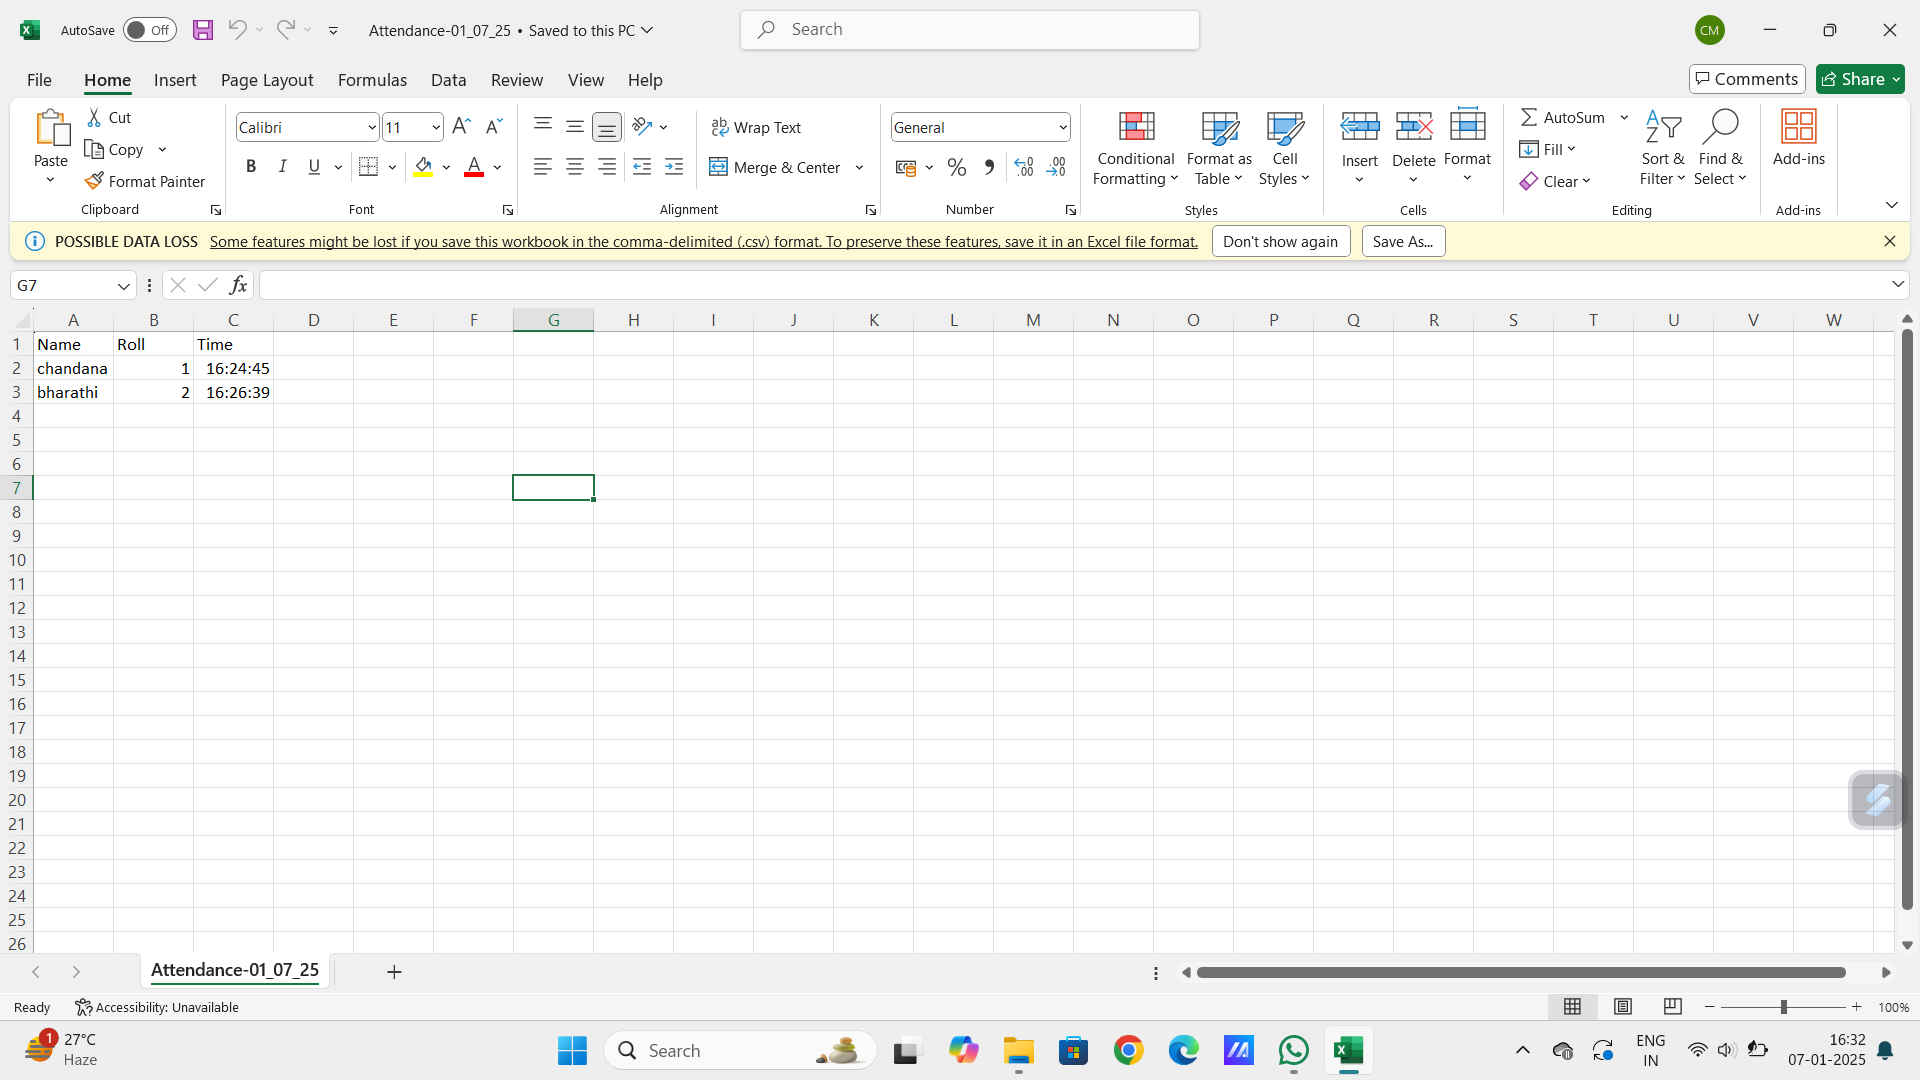 AutoSave Off Attendance-01_07_25 • Saved to this PC Search CM
File Home Insert Page Layout Formulas Data Review View Help Comments Share
Paste Cut Copy Format Painter Clipboard
Calibri 11 B I U A Font
ab Wrap Text Merge & Center Alignment
General % Number
Conditional Formatting Format as Table Cell Styles Styles
Insert Delete Format Cells
AutoSum Fill Clear Sort & Filter Find & Select Editing
Add-ins Add-ins
POSSIBLE DATA LOSS Some features might be lost if you save this workbook in the comma-delimited (.csv) format. To preserve these features, save it in an Excel file format. Don't show again Save As...
G7 fx
A B C D E F G H I J K L M N O P Q R S T U V W
1 Name Roll Time
2 chandana 1 16:24:45
3 bharathi 2 16:26:39
4
5
6
7
8
9
10
11
12
13
14
15
16
17
18
19
20
21
22
23
24
25
26
Attendance-01_07_25
Ready Accessibility: Unavailable 100%
1 27°C Search ENG 16:32
Haze IN 07-01-2025